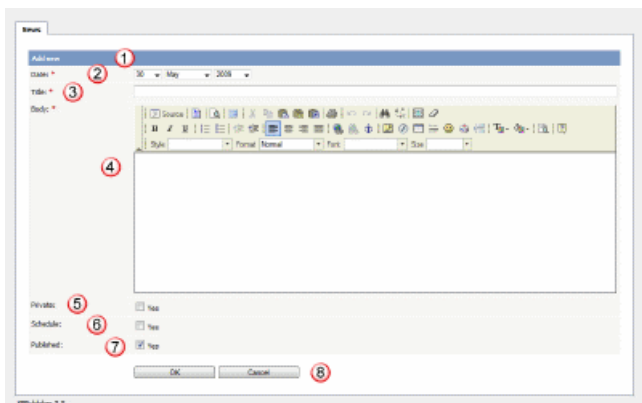 News
Add new 1
Date: * 2 30 May 2009
Title: * 3
Body: *
Source
B I U
Style Format Normal Font Size
4
Private: 5 Yes
Schedule: 6 Yes
Published: 7 Yes
OK Cancel 8